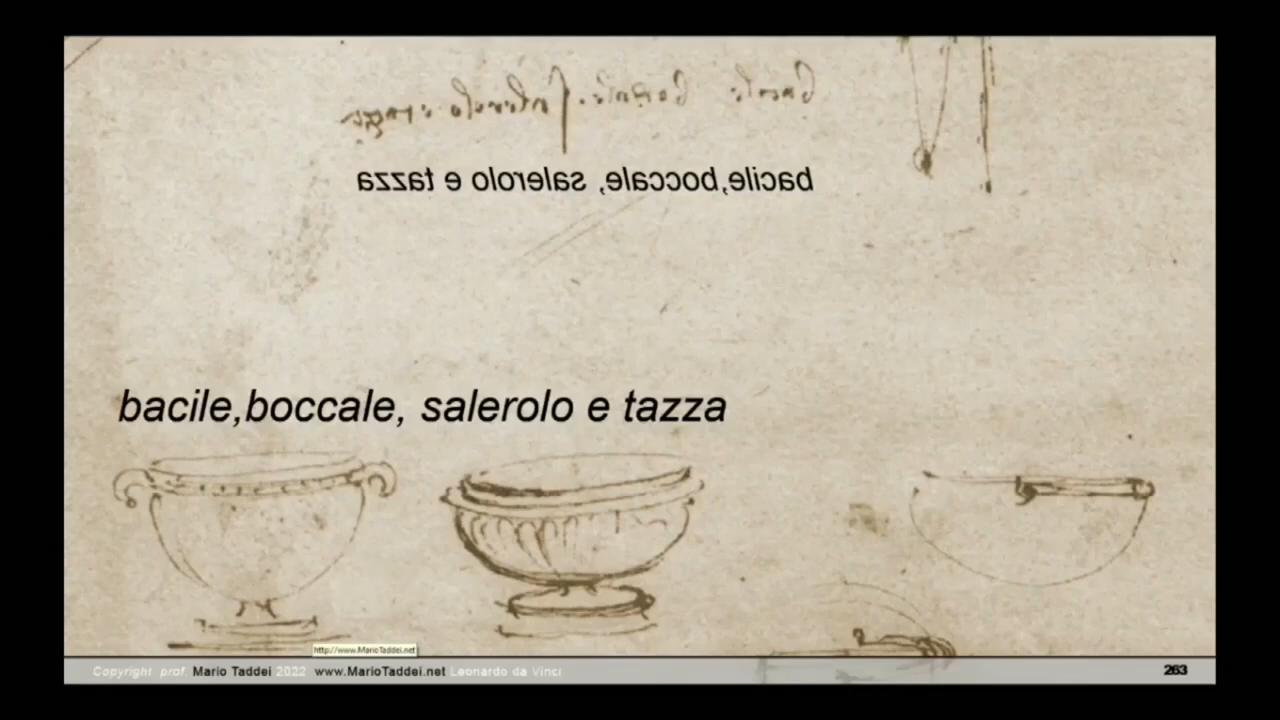 bacile,boccale, salerolo e tazza
bacile,boccale, salerolo e tazza
http://www.MarioTaddei.net
Copyright prof. Mario Taddei 2022 www.MarioTaddei.net Leonardo da Vinci
263